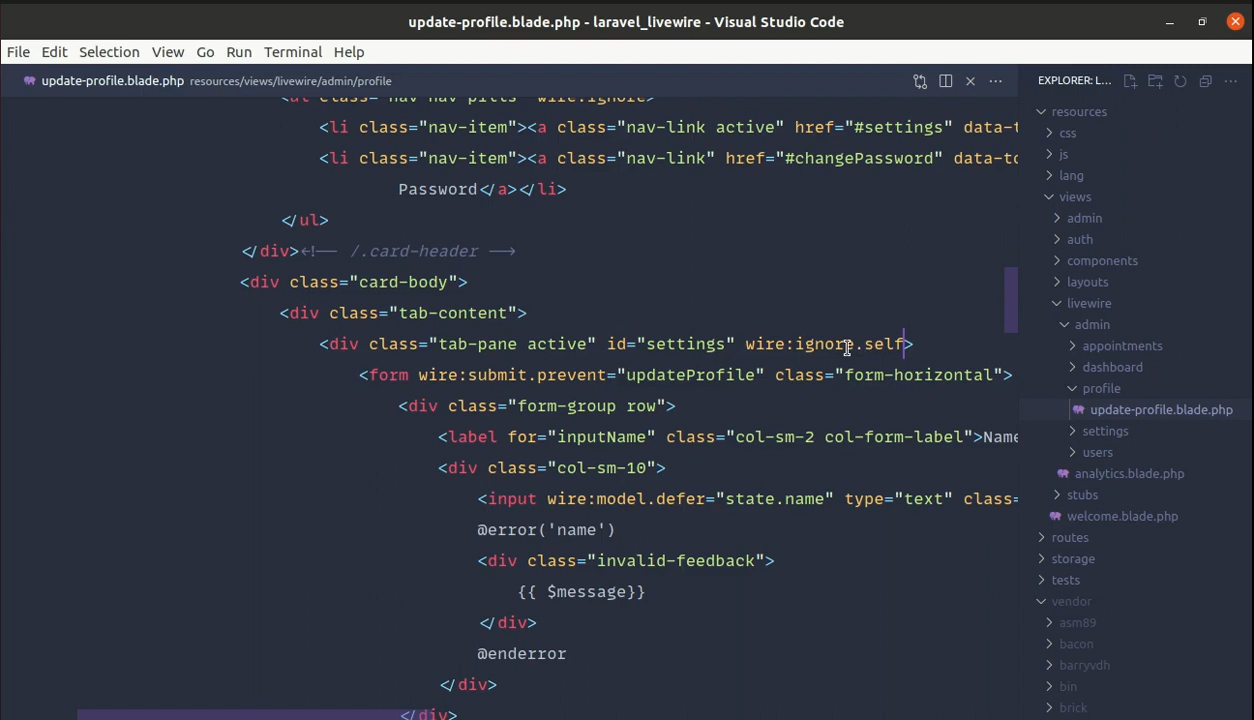 update-profile.blade.php - laravel_livewire - Visual Studio Code
File Edit Selection View Go Run Terminal Help
update-profile.blade.php resources/views/livewire/admin/profile
<ul class="nav nav-pills" wire:ignore>
<li class="nav-item"><a class="nav-link active" href="#settings" data-t
<li class="nav-item"><a class="nav-link" href="#changePassword" data-to
Password</a></li>
</ul>
</div><!-- /.card-header -->
<div class="card-body">
<div class="tab-content">
<div class="tab-pane active" id="settings" wire:ignore.self>
<form wire:submit.prevent="updateProfile" class="form-horizontal">
<div class="form-group row">
<label for="inputName" class="col-sm-2 col-form-label">Name
<div class="col-sm-10">
<input wire:model.defer="state.name" type="text" class=
@error('name')
<div class="invalid-feedback">
{{ $message}}
</div>
@enderror
</div>
</div>
EXPLORER: L...
resources
css
js
lang
views
admin
auth
components
layouts
livewire
admin
appointments
dashboard
profile
update-profile.blade.php
settings
users
analytics.blade.php
stubs
welcome.blade.php
routes
storage
tests
vendor
asm89
bacon
barryvdh
bin
brick